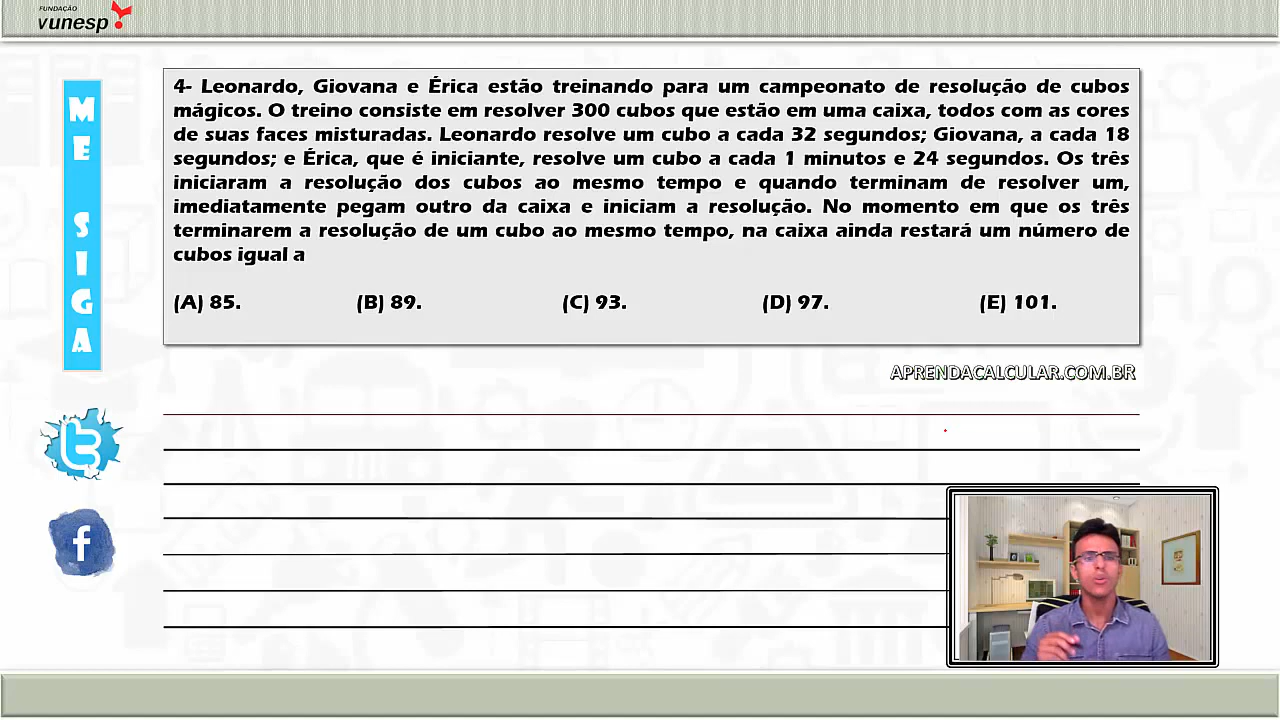 FUNDAÇÃO
vunesp
4- Leonardo, Giovana e Érica estão treinando para um campeonato de resolução de cubos
mágicos. O treino consiste em resolver 300 cubos que estão em uma caixa, todos com as cores
de suas faces misturadas. Leonardo resolve um cubo a cada 32 segundos; Giovana, a cada 18
segundos; e Érica, que é iniciante, resolve um cubo a cada 1 minutos e 24 segundos. Os três
iniciaram a resolução dos cubos ao mesmo tempo e quando terminam de resolver um,
imediatamente pegam outro da caixa e iniciam a resolução. No momento em que os três
terminarem a resolução de um cubo ao mesmo tempo, na caixa ainda restará um número de
cubos igual a
(A) 85. (B) 89. (C) 93. (D) 97. (E) 101.
ME SIGA
APRENDACALCULAR.COM.BR